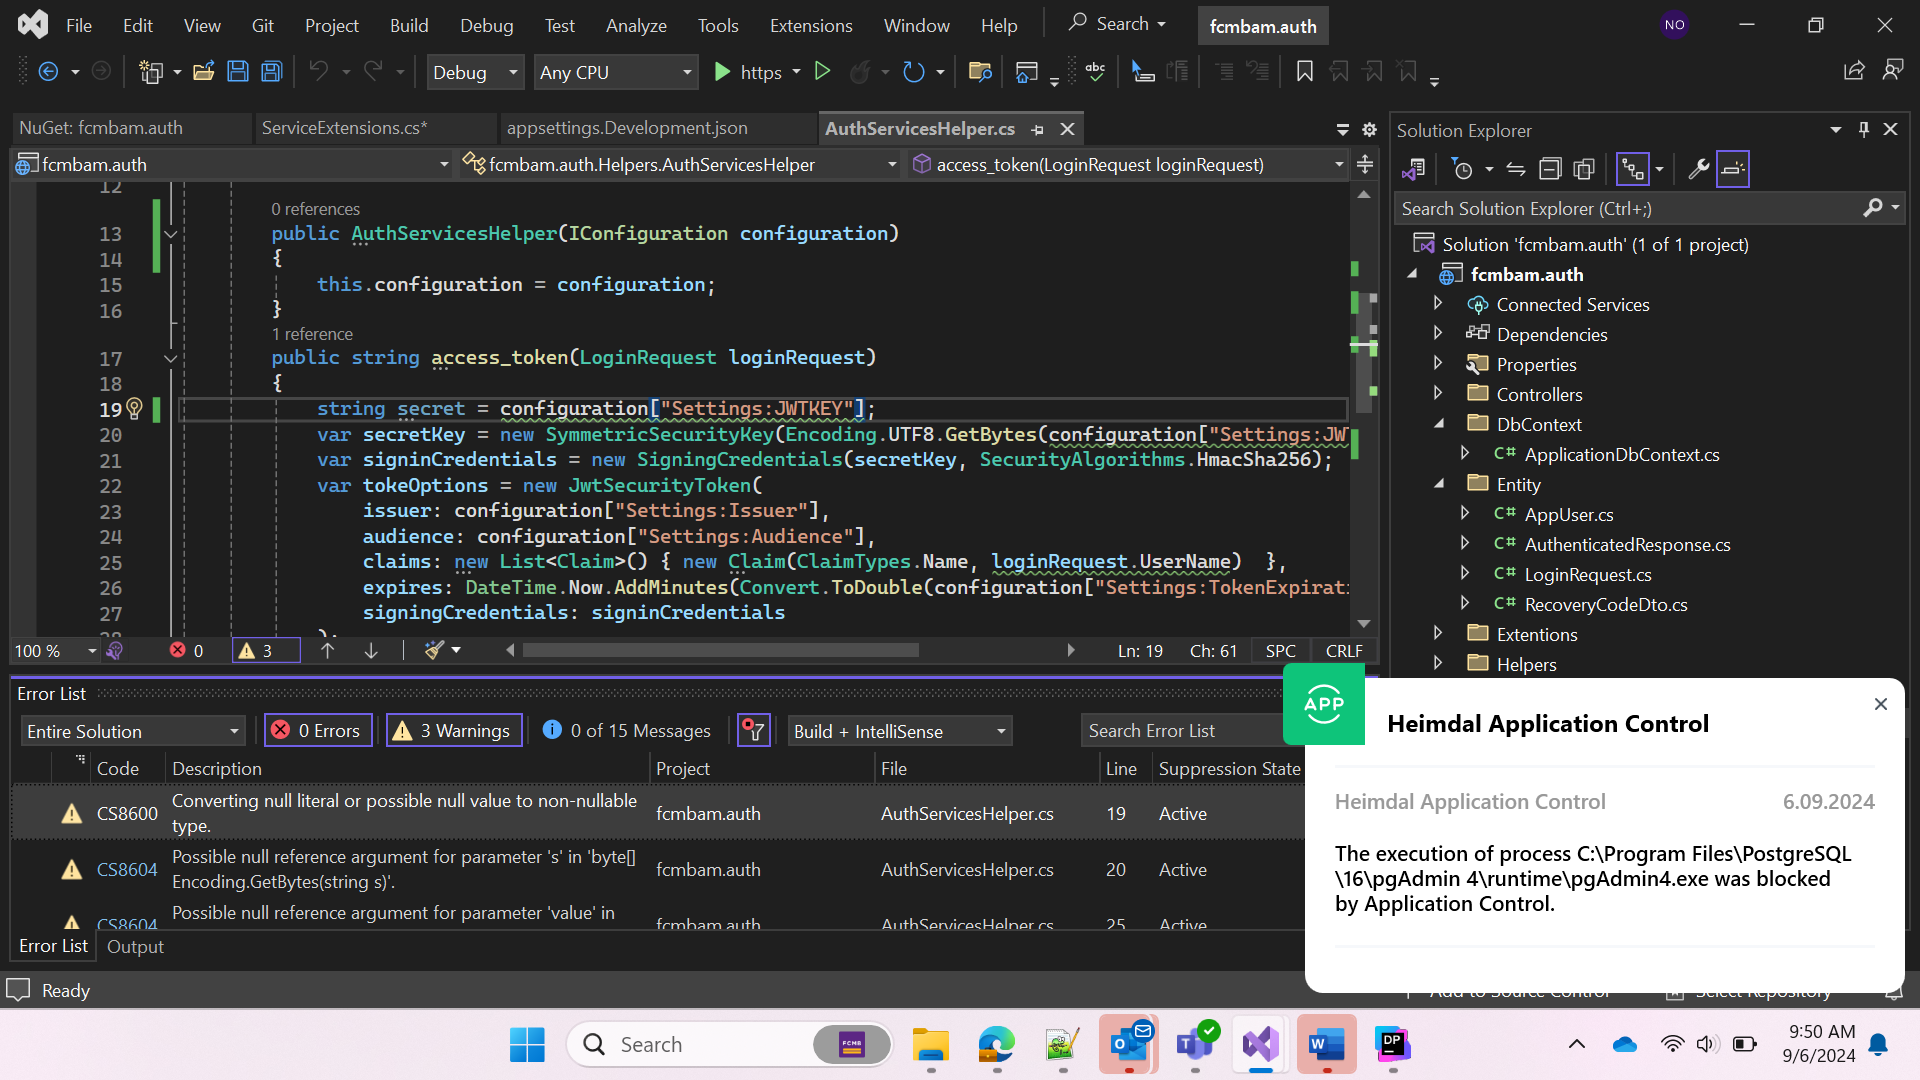 File Edit View Git Project Build Debug Test Analyze Tools Extensions Window Help Search fcmbam.auth NO
Debug Any CPU https abc
NuGet: fcmbam.auth ServiceExtensions.cs* appsettings.Development.json AuthServicesHelper.cs
fcmbam.auth fcmbam.auth.Helpers.AuthServicesHelper access_token(LoginRequest loginRequest)
12
0 references
13 public AuthServicesHelper(IConfiguration configuration)
14 {
15 this.configuration = configuration;
16 }
1 reference
17 public string access_token(LoginRequest loginRequest)
18 {
19 string secret = configuration["Settings:JWTKEY"];
20 var secretKey = new SymmetricSecurityKey(Encoding.UTF8.GetBytes(configuration["Settings:JW
21 var signinCredentials = new SigningCredentials(secretKey, SecurityAlgorithms.HmacSha256);
22 var tokeOptions = new JwtSecurityToken(
23 issuer: configuration["Settings:Issuer"],
24 audience: configuration["Settings:Audience"],
25 claims: new List<Claim>() { new Claim(ClaimTypes.Name, loginRequest.UserName) },
26 expires: DateTime.Now.AddMinutes(Convert.ToDouble(configuration["Settings:TokenExpirati
27 signingCredentials: signinCredentials
28 );
100 % 0 3 Ln: 19 Ch: 61 SPC CRLF
Solution Explorer
Search Solution Explorer (Ctrl+;)
Solution 'fcmbam.auth' (1 of 1 project)
fcmbam.auth
Connected Services
Dependencies
Properties
Controllers
DbContext
C# ApplicationDbContext.cs
Entity
C# AppUser.cs
C# AuthenticatedResponse.cs
C# LoginRequest.cs
C# RecoveryCodeDto.cs
Extentions
Helpers
Error List
Entire Solution 0 Errors 3 Warnings 0 of 15 Messages Build + IntelliSense Search Error List
Code Description Project File Line Suppression State
CS8600 Converting null literal or possible null value to non-nullable type. fcmbam.auth AuthServicesHelper.cs 19 Active
CS8604 Possible null reference argument for parameter 's' in 'byte[] Encoding.GetBytes(string s)'. fcmbam.auth AuthServicesHelper.cs 20 Active
CS8604 Possible null reference argument for parameter 'value' in fcmbam.auth AuthServicesHelper.cs 25 Active
Error List Output
APP
Heimdal Application Control
Heimdal Application Control 6.09.2024
The execution of process C:\Program Files\PostgreSQL
\16\pgAdmin 4\runtime\pgAdmin4.exe was blocked
by Application Control.
Ready Add to Source Control Select Repository
Search FCMB DP
9:50 AM
9/6/2024